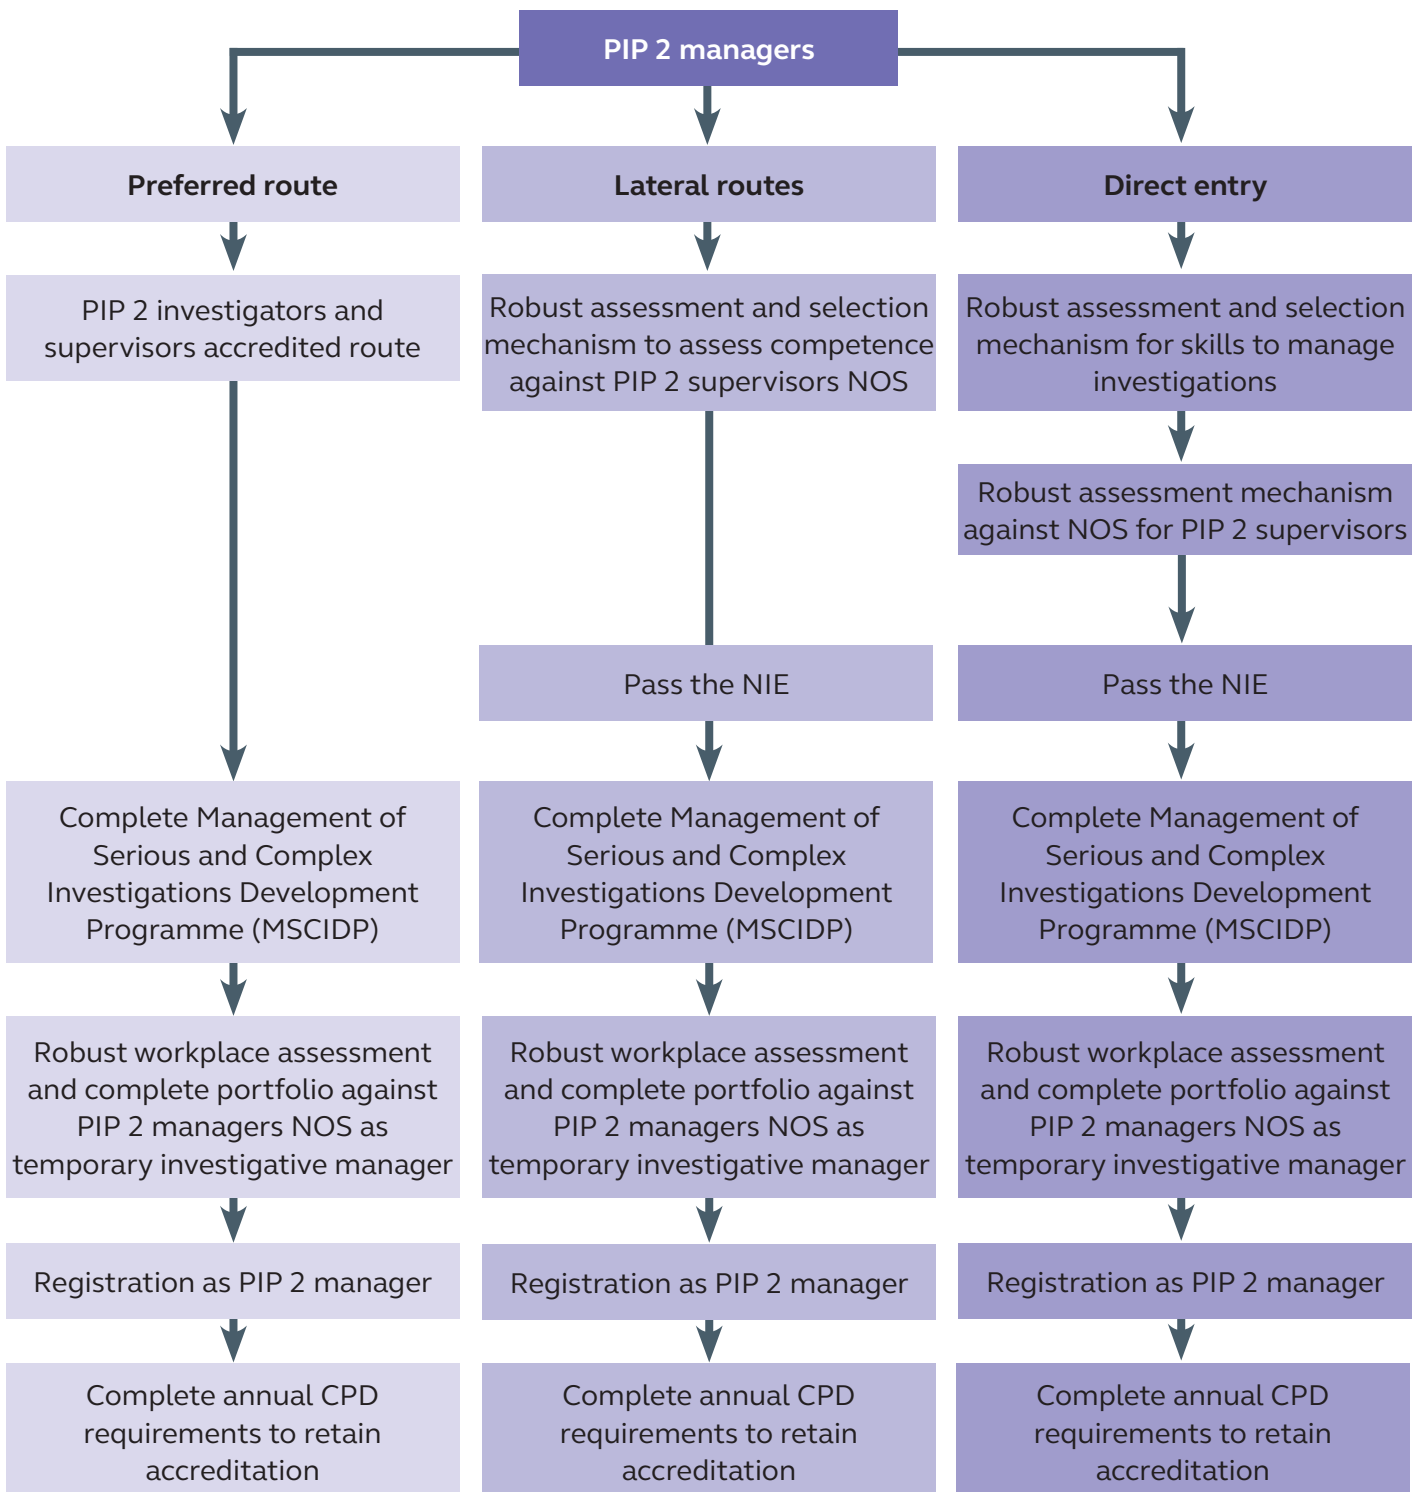 PIP 2 managers
Preferred route
PIP 2 investigators and
supervisors accredited route
Complete Management of
Serious and Complex
Investigations Development
Programme (MSCIDP)
Robust workplace assessment
and complete portfolio against
PIP 2 managers NOS as
temporary investigative manager
Registration as PIP 2 manager
Complete annual CPD
requirements to retain
accreditation
Lateral routes
Robust assessment and selection
mechanism to assess competence
against PIP 2 supervisors NOS
Pass the NIE
Complete Management of
Serious and Complex
Investigations Development
Programme (MSCIDP)
Robust workplace assessment
and complete portfolio against
PIP 2 managers NOS as
temporary investigative manager
Registration as PIP 2 manager
Complete annual CPD
requirements to retain
accreditation
Direct entry
Robust assessment and selection
mechanism for skills to manage
investigations
Robust assessment mechanism
against NOS for PIP 2 supervisors
Pass the NIE
Complete Management of
Serious and Complex
Investigations Development
Programme (MSCIDP)
Robust workplace assessment
and complete portfolio against
PIP 2 managers NOS as
temporary investigative manager
Registration as PIP 2 manager
Complete annual CPD
requirements to retain
accreditation